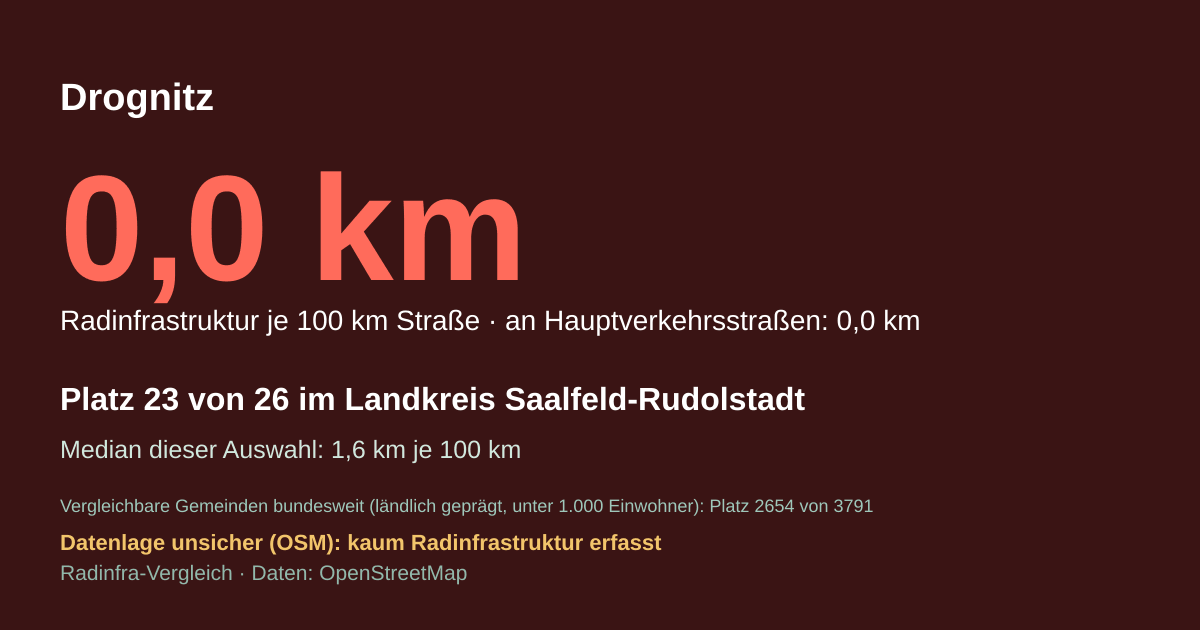 Drognitz
0,0 km
Radinfrastruktur je 100 km Straße · an Hauptverkehrsstraßen: 0,0 km
Platz 23 von 26 im Landkreis Saalfeld-Rudolstadt
Median dieser Auswahl: 1,6 km je 100 km
Vergleichbare Gemeinden bundesweit (ländlich geprägt, unter 1.000 Einwohner): Platz 2654 von 3791
Datenlage unsicher (OSM): kaum Radinfrastruktur erfasst
Radinfra-Vergleich · Daten: OpenStreetMap